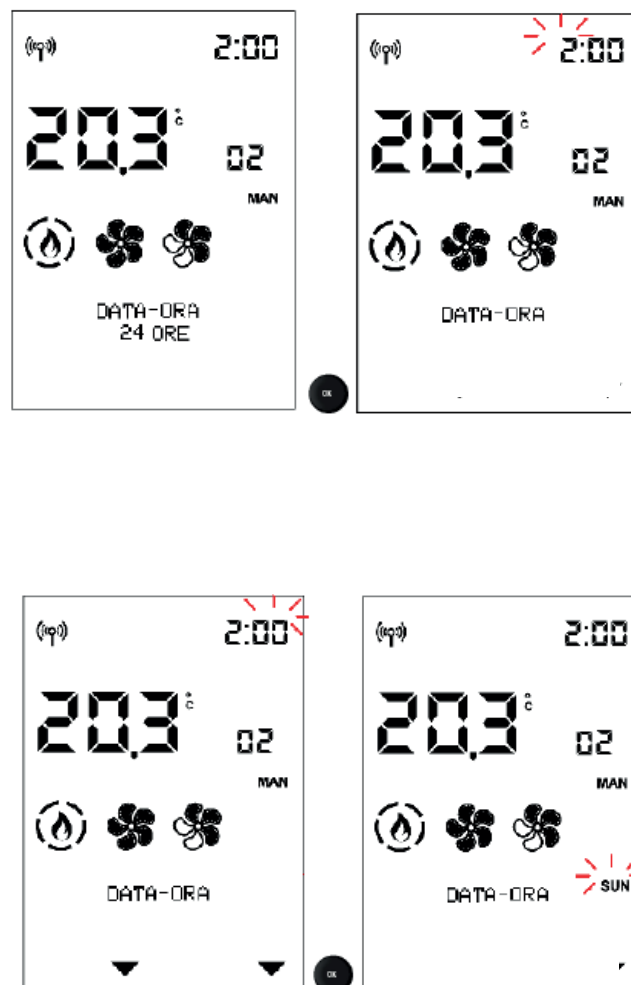 2:00
20.3 °C
02
MAN
DATA-ORA
24 ORE
OK
2:00
20.3 °C
02
MAN
DATA-ORA
2:00
20.3 °C
02
MAN
DATA-ORA
OK
2:00
20.3 °C
02
MAN
SUN
DATA-ORA